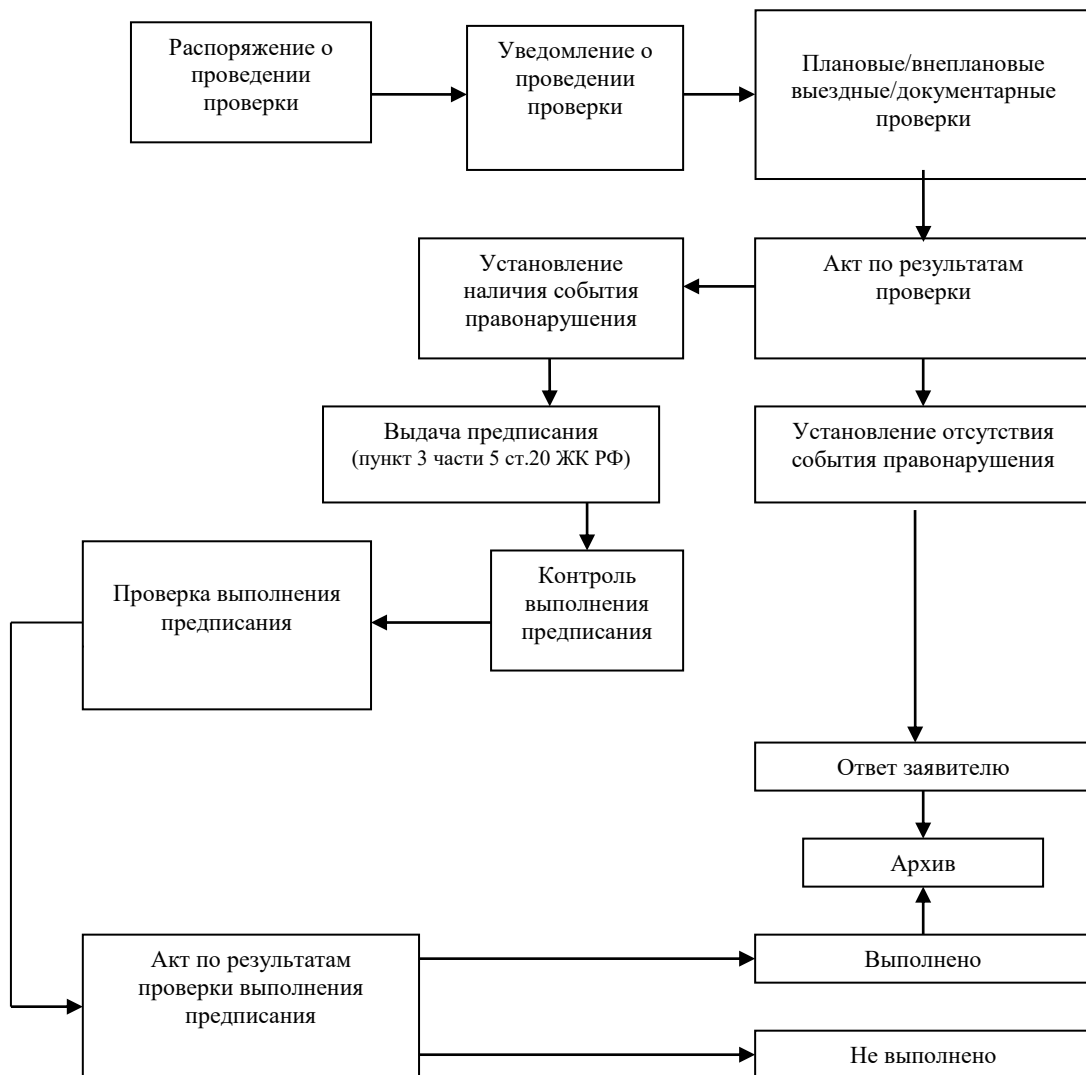 Распоряжение о
проведении
проверки
Уведомление о
проведении
проверки
Плановые/внеплановые
выездные/документарные
проверки
Установление
наличия события
правонарушения
Акт по результатам
проверки
Выдача предписания
(пункт 3 части 5 ст.20 ЖК РФ)
Установление отсутствия
события правонарушения
Проверка выполнения
предписания
Контроль
выполнения
предписания
Ответ заявителю
Архив
Акт по результатам
проверки выполнения
предписания
Выполнено
Не выполнено